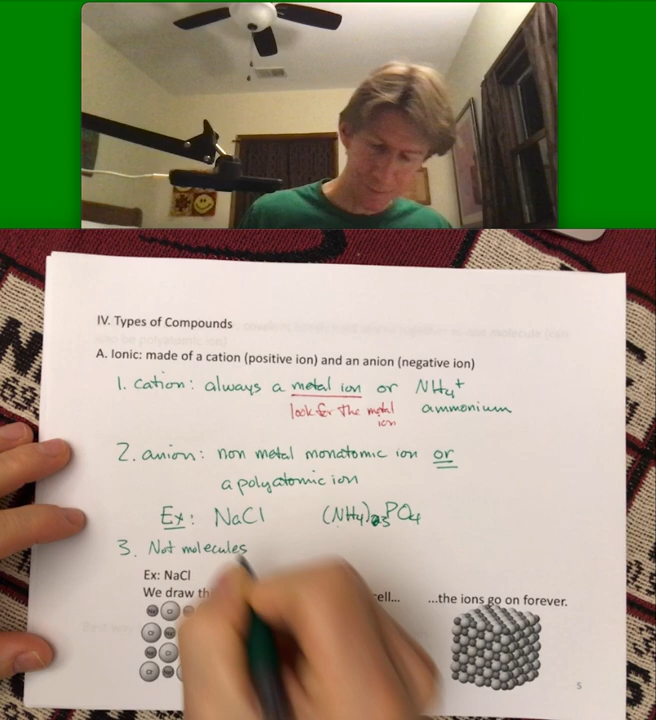 IV. Types of Compounds
A. Ionic: made of a cation (positive ion) and an anion (negative ion)
1. cation: always a metal ion or NH4+
look for the metal ion ammonium
2. anion: non metal monatomic ion or
a polyatomic ion
Ex: NaCl (NH4)3PO4
3. Not molecules
Ex: NaCl
We draw th ell... ...the ions go on forever.
5